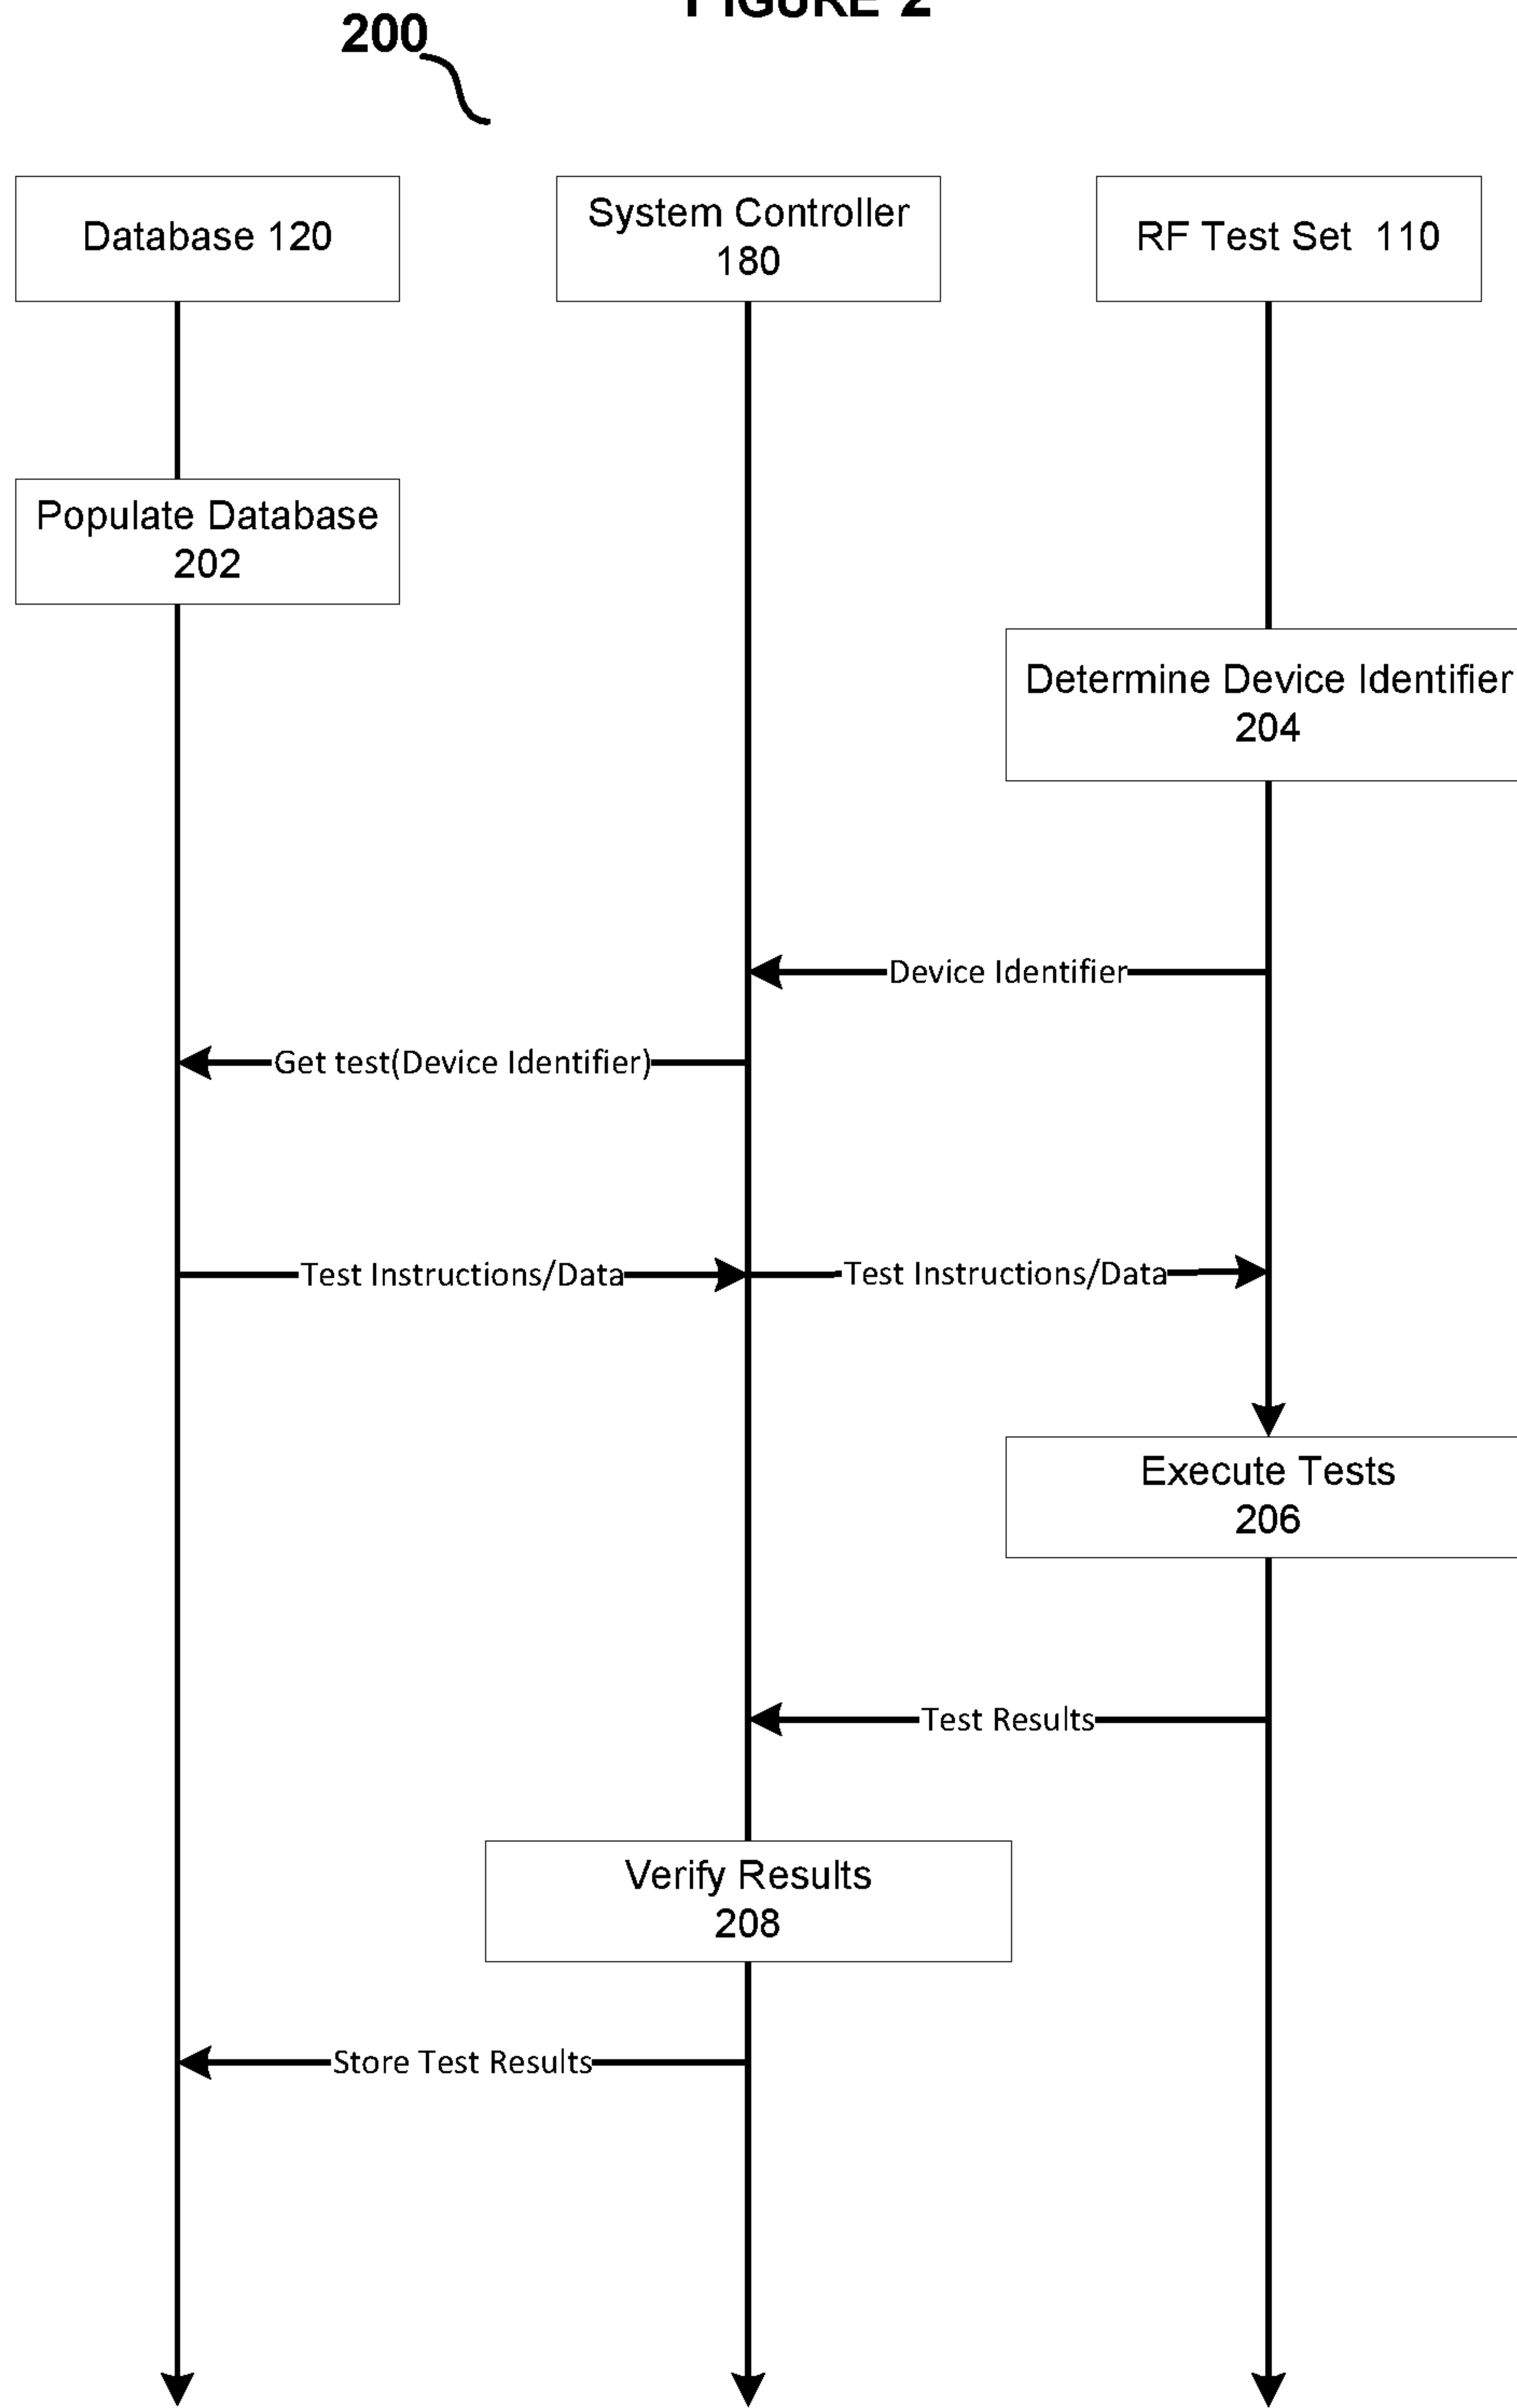 FIGURE 2
200
Database 120
System Controller
180
RF Test Set 110
Populate Database
202
Determine Device Identifier
204
Device Identifier
Get test(Device Identifier)
Test Instructions/Data
Test Instructions/Data
Execute Tests
206
Test Results
Verify Results
208
Store Test Results